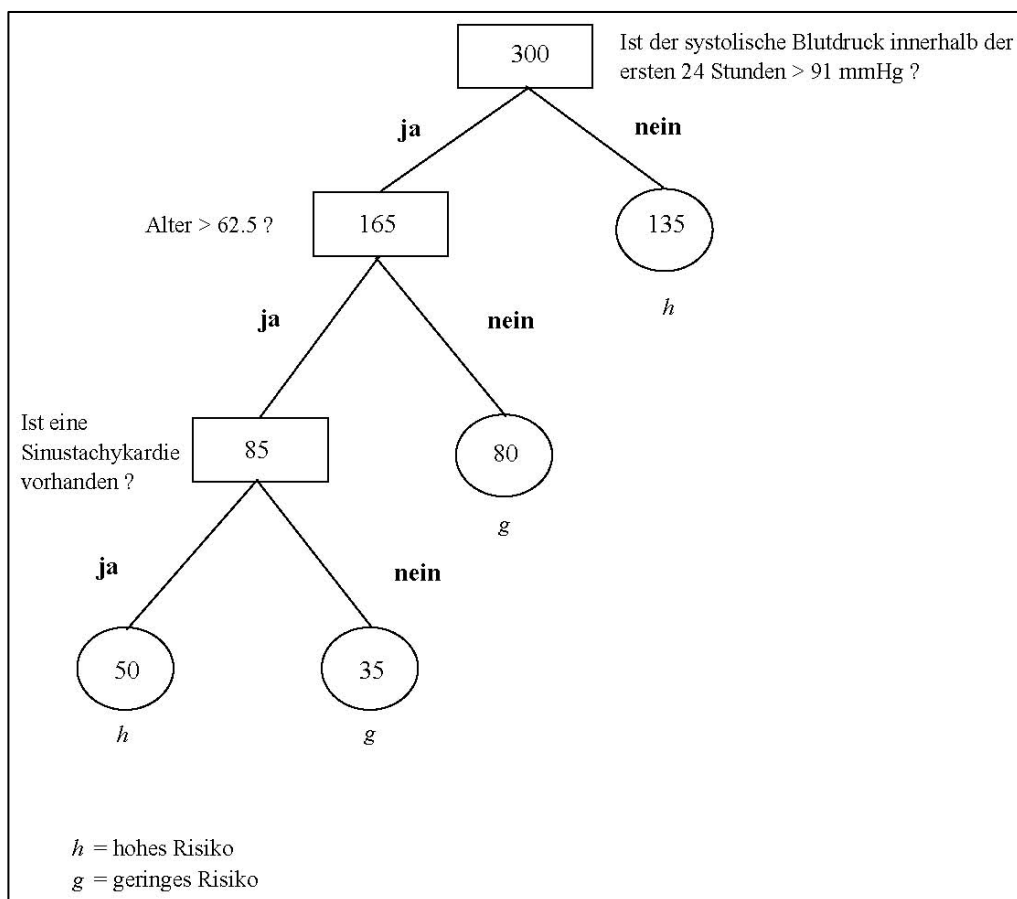 300
Ist der systolische Blutdruck innerhalb der
ersten 24 Stunden > 91 mmHg ?
ja
nein
Alter > 62.5 ?
165
135
h
ja
nein
Ist eine
Sinustachykardie
vorhanden ?
85
80
g
ja
nein
50
35
h
g
h = hohes Risiko
g = geringes Risiko